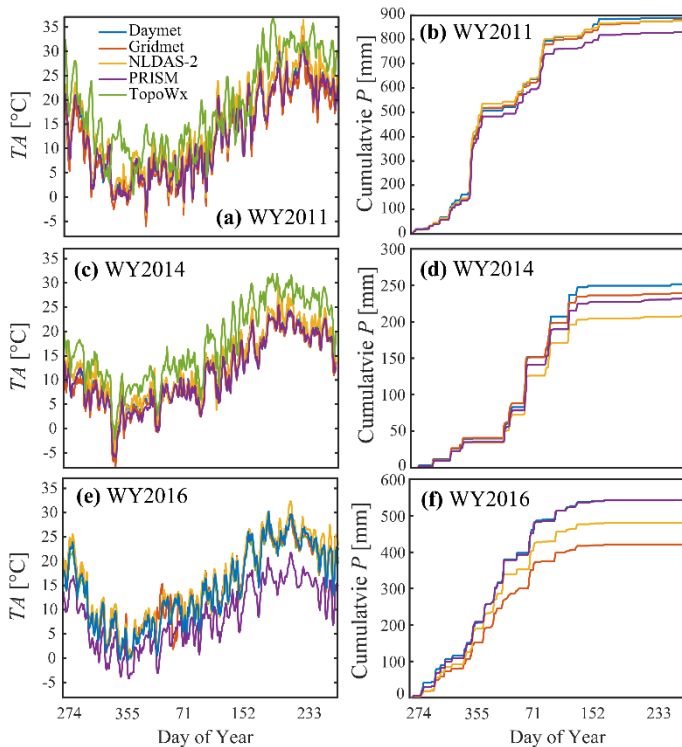 Daymet
Gridmet
NLDAS-2
PRISM
TopoWx
35
30
25
20
15
10
5
0
-5
TA [°C]
(a) WY2011
(b) WY2011
900
800
700
600
500
400
300
200
100
0
Cumulatvie P [mm]
(c) WY2014
35
30
25
20
15
10
5
0
-5
TA [°C]
(d) WY2014
250
200
150
100
50
0
Cumulatvie P [mm]
(e) WY2016
35
30
25
20
15
10
5
0
-5
TA [°C]
274 355 71 152 233
Day of Year
(f) WY2016
600
500
400
300
200
100
0
Cumulatvie P [mm]
274 355 71 152 233
Day of Year